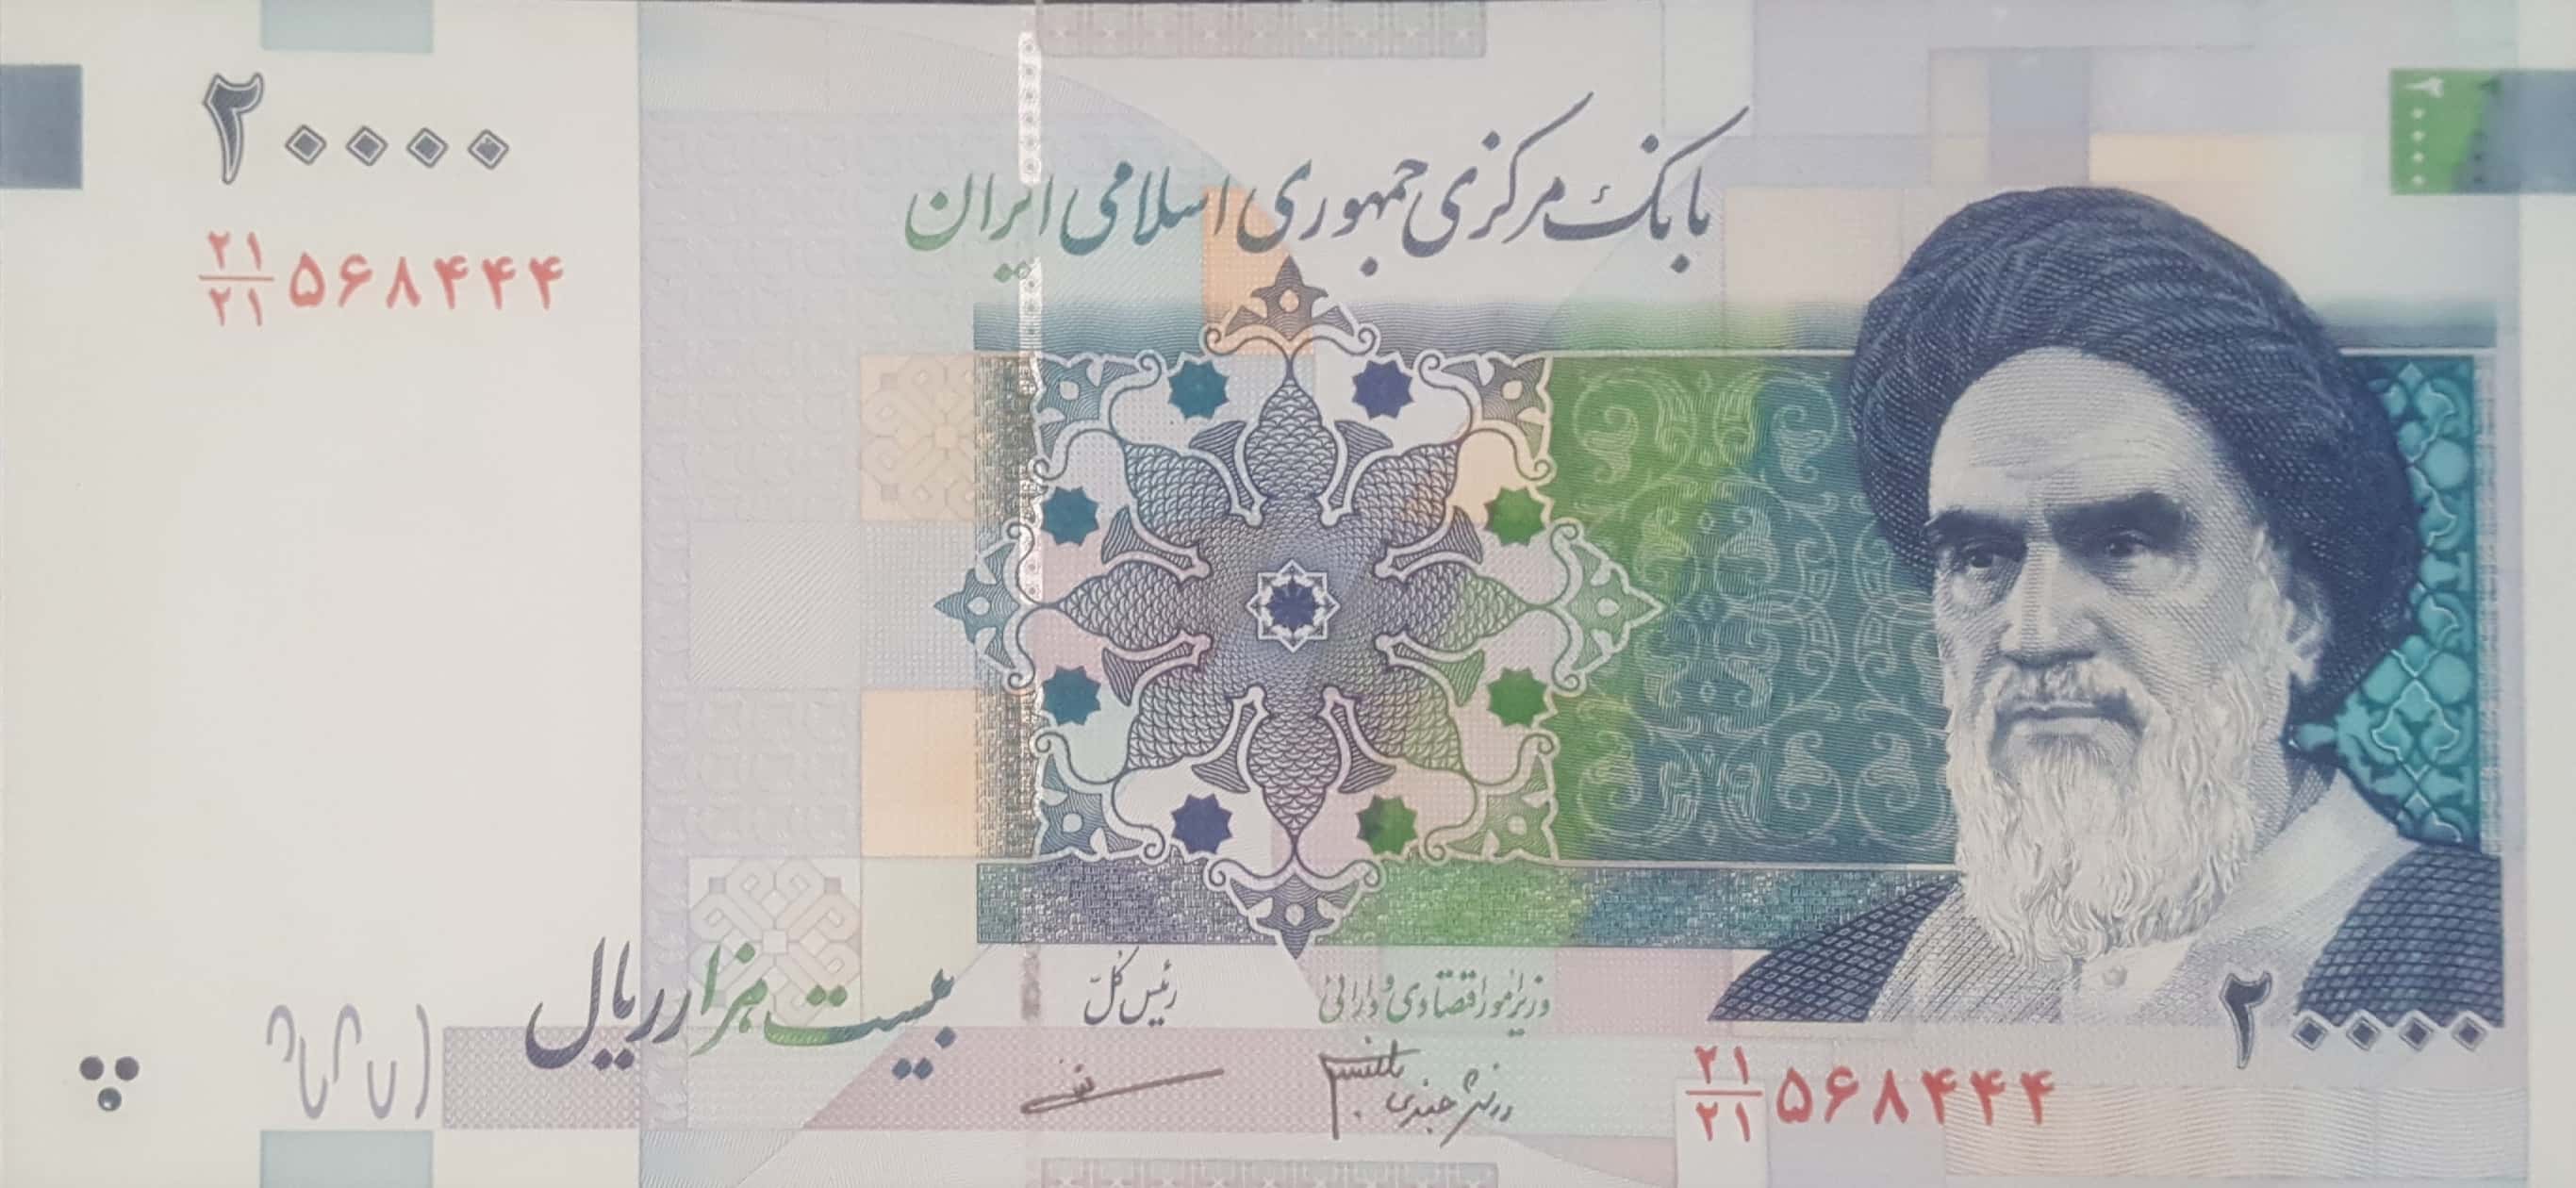 ۲۰۰۰۰
بانک مرکزی جمهوری اسلامی ایران
۲۱/۲۱ ۵۶۸۴۴۴
بیست هزار ریال
رئیس کل
وزیر امور اقتصادی و دارائی
۲۰۰۰۰
۲۱/۲۱ ۵۶۸۴۴۴